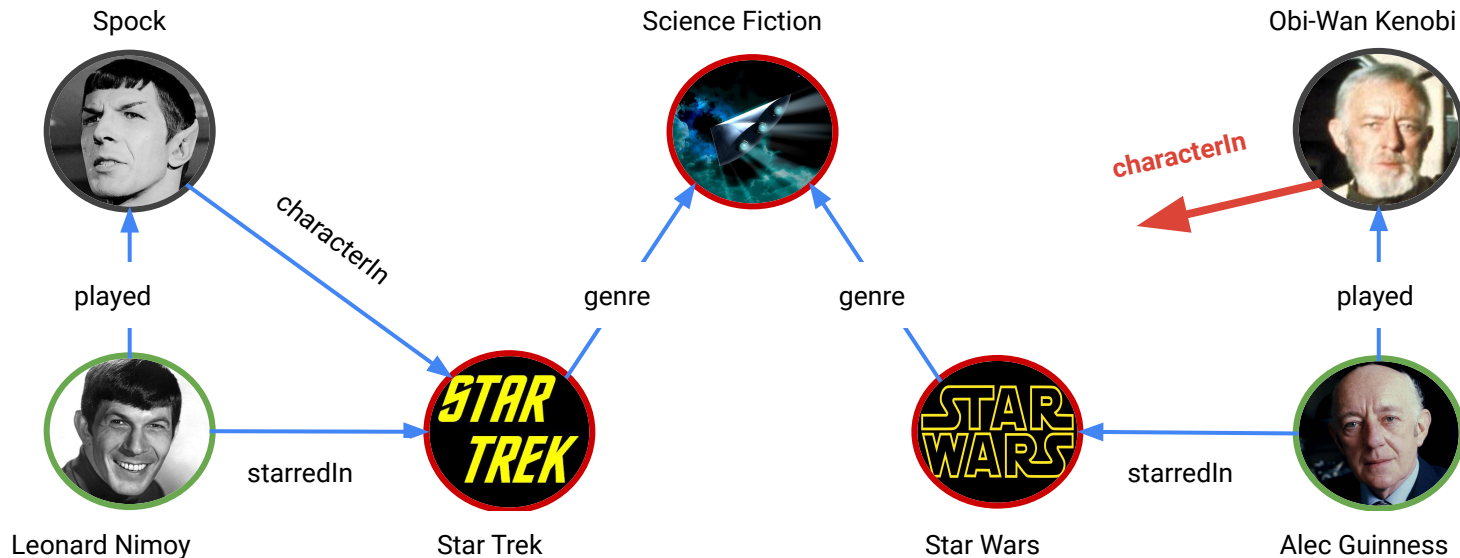 Spock
Science Fiction
Obi-Wan Kenobi
characterIn
characterIn
played
genre
genre
played
STAR
TREK
STAR
WARS
starredIn
starredIn
Leonard Nimoy
Star Trek
Star Wars
Alec Guinness